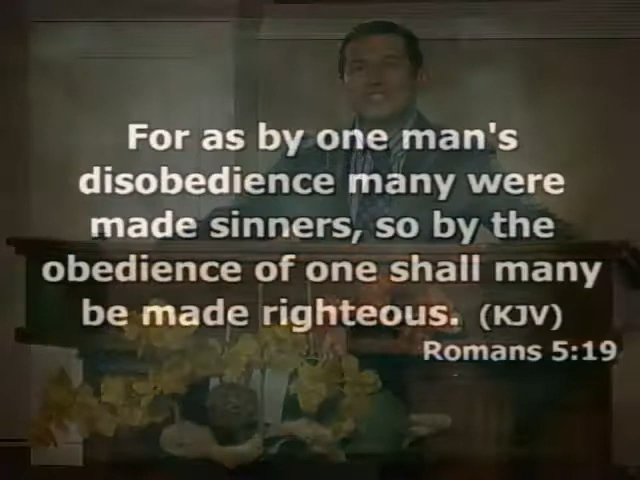 For as by one man's
disobedience many were
made sinners, so by the
obedience of one shall many
be made righteous. (KJV)
Romans 5:19